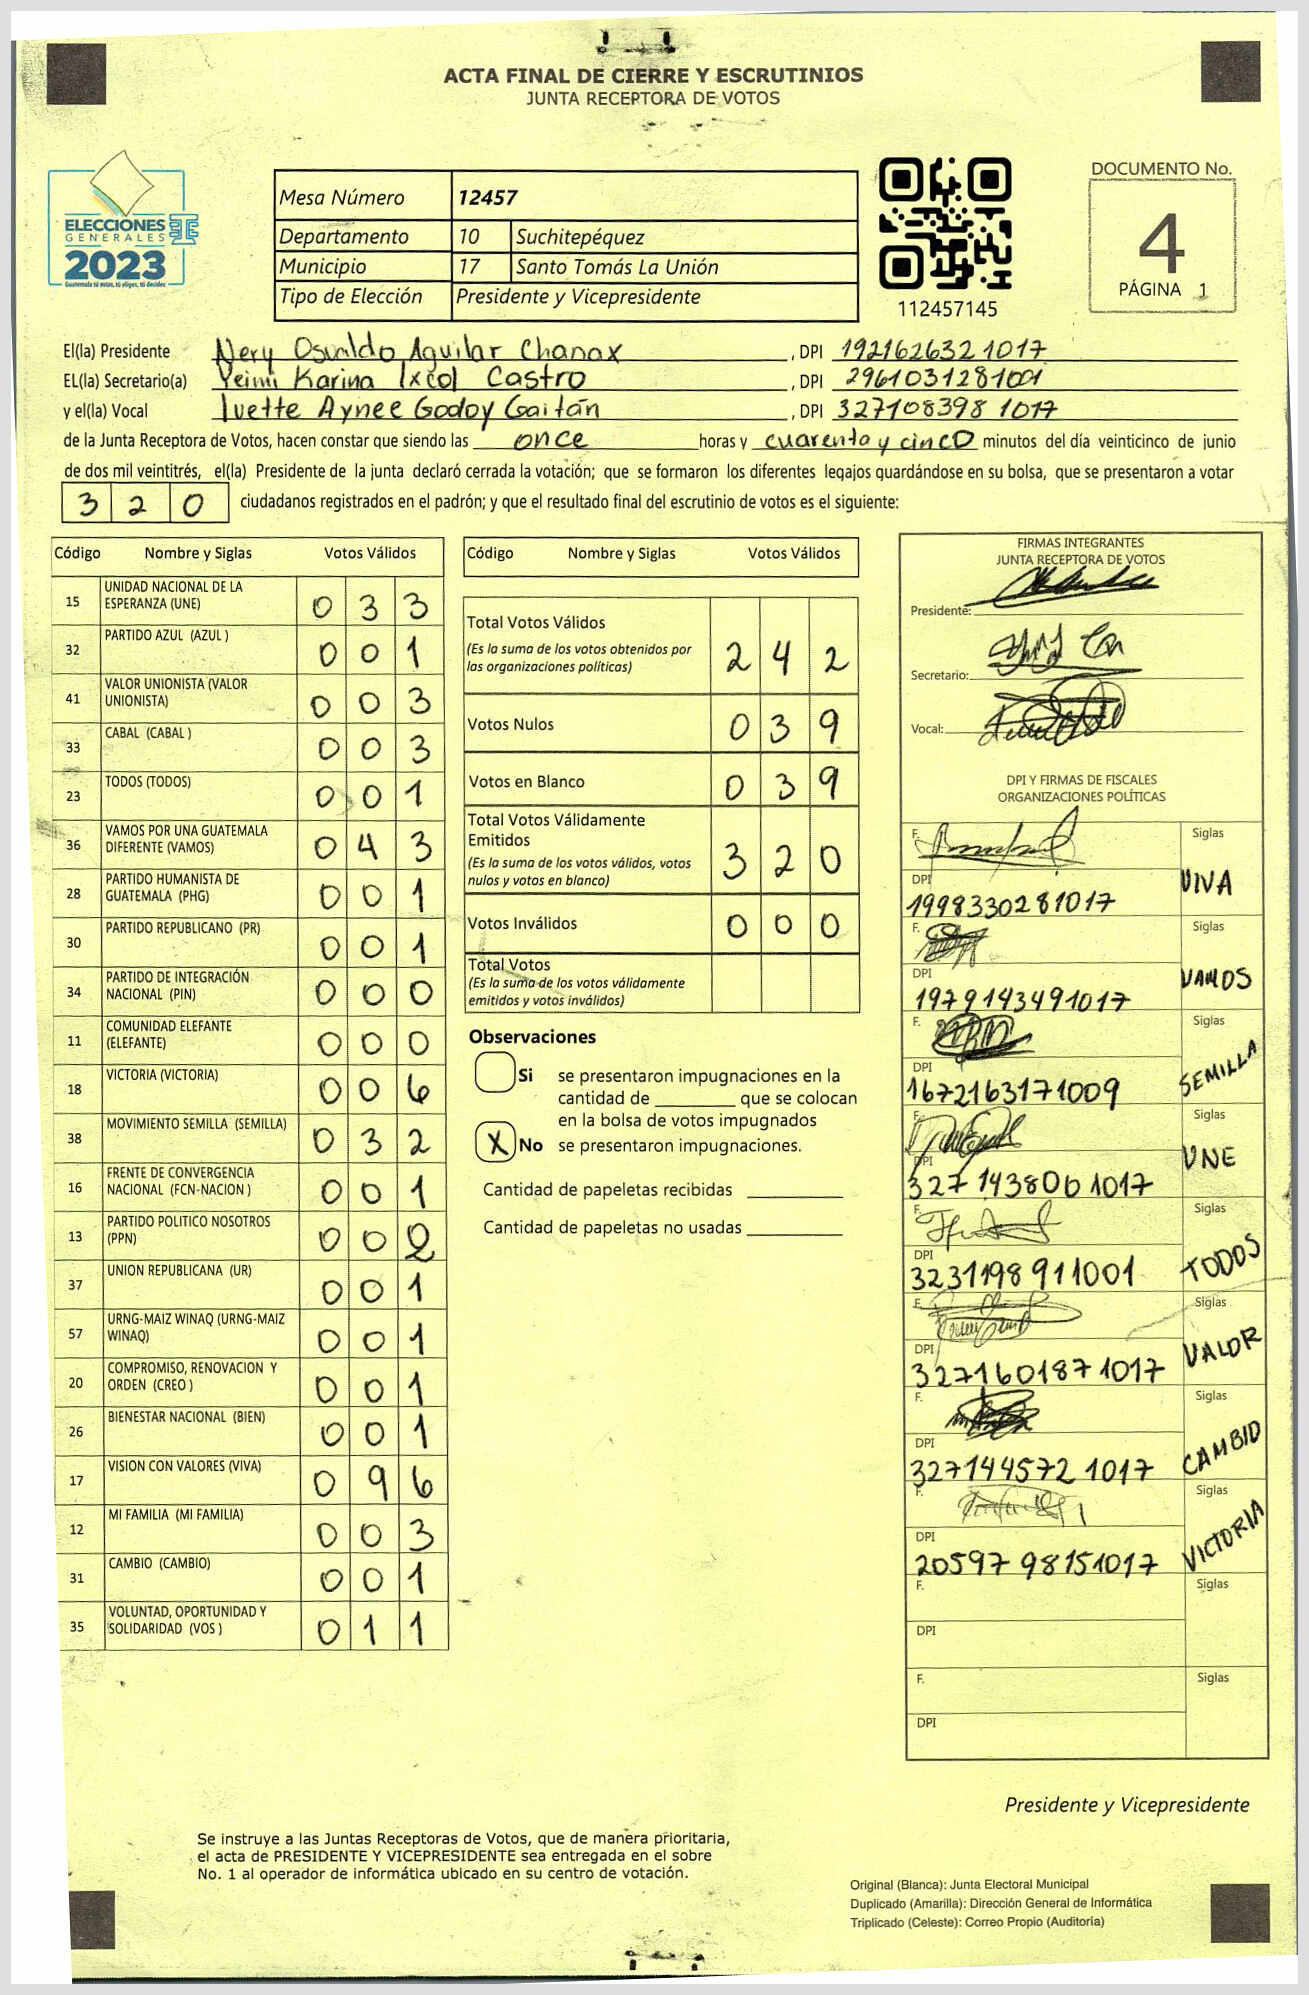 ACTA FINAL DE CIERRE Y ESCRUTINIOS
JUNTA RECEPTORA DE VOTOS
ELECCIONES
GENERALES
2023
Guatemala tú votas, tú eliges, tú decides
Mesa Número 12457
Departamento 10 Suchitepéquez
Municipio 17 Santo Tomás La Unión
Tipo de Elección Presidente y Vicepresidente
112457145
DOCUMENTO No.
4
PÁGINA 1
El(la) Presidente Nery Osvaldo Aguilar Chanax, DPI 192162632 1017
EL(la) Secretario(a) Yeimi Karina Ixcol Castro, DPI 2961031281001
y el(la) Vocal Ivette Aynee Godoy Gaitán, DPI 327108398 1017
de la Junta Receptora de Votos, hacen constar que siendo las once horas y cuarenta y cinco minutos del día veinticinco de junio
de dos mil veintitrés, el(la) Presidente de la junta declaró cerrada la votación; que se formaron los diferentes legajos guardándose en su bolsa, que se presentaron a votar
3 2 0 ciudadanos registrados en el padrón; y que el resultado final del escrutinio de votos es el siguiente:
Código Nombre y Siglas Votos Válidos
15 UNIDAD NACIONAL DE LA
ESPERANZA (UNE) 0 3 3
32 PARTIDO AZUL (AZUL ) 0 0 1
41 VALOR UNIONISTA (VALOR
UNIONISTA) 0 0 3
33 CABAL (CABAL ) 0 0 3
23 TODOS (TODOS) 0 0 1
36 VAMOS POR UNA GUATEMALA
DIFERENTE (VAMOS) 0 4 3
28 PARTIDO HUMANISTA DE
GUATEMALA (PHG) 0 0 1
30 PARTIDO REPUBLICANO (PR) 0 0 1
34 PARTIDO DE INTEGRACIÓN
NACIONAL (PIN) 0 0 0
11 COMUNIDAD ELEFANTE
(ELEFANTE) 0 0 0
18 VICTORIA (VICTORIA) 0 0 6
38 MOVIMIENTO SEMILLA (SEMILLA) 0 3 2
16 FRENTE DE CONVERGENCIA
NACIONAL (FCN-NACION ) 0 0 1
13 PARTIDO POLITICO NOSOTROS
(PPN) 0 0 2
37 UNION REPUBLICANA (UR) 0 0 1
57 URNG-MAIZ WINAQ (URNG-MAIZ
WINAQ) 0 0 1
20 COMPROMISO, RENOVACION Y
ORDEN (CREO ) 0 0 1
26 BIENESTAR NACIONAL (BIEN) 0 0 1
17 VISION CON VALORES (VIVA) 0 9 6
12 MI FAMILIA (MI FAMILIA) 0 0 3
31 CAMBIO (CAMBIO) 0 0 1
35 VOLUNTAD, OPORTUNIDAD Y
SOLIDARIDAD (VOS ) 0 1 1
Código Nombre y Siglas Votos Válidos
Total Votos Válidos
(Es la suma de los votos obtenidos por
las organizaciones políticas) 2 4 2
Votos Nulos 0 3 9
Votos en Blanco 0 3 9
Total Votos Válidamente
Emitidos
(Es la suma de los votos válidos, votos
nulos y votos en blanco) 3 2 0
Votos Inválidos 0 0 0
Total Votos
(Es la suma de los votos válidamente
emitidos y votos inválidos)
Observaciones
Si se presentaron impugnaciones en la
cantidad de ________ que se colocan
en la bolsa de votos impugnados
X No se presentaron impugnaciones.
Cantidad de papeletas recibidas
Cantidad de papeletas no usadas
FIRMAS INTEGRANTES
JUNTA RECEPTORA DE VOTOS
Presidente:
Secretario:
Vocal:
DPI Y FIRMAS DE FISCALES
ORGANIZACIONES POLÍTICAS
F. Siglas
DPI
1998330281017 VIVA
F. Siglas
DPI
1979143491017 VAMOS
F. Siglas
DPI
1672163171009 SEMILLA
F. Siglas
DPI
327 143806 1017 UNE
F. Siglas
DPI
3231198911001 TODOS
F. Siglas
DPI
3271601871017 VALOR
F. Siglas
DPI
327144572 1017 CAMBIO
F. Siglas
DPI
20597 98151017 VICTORIA
F. Siglas
DPI
F. Siglas
DPI
Presidente y Vicepresidente
Se instruye a las Juntas Receptoras de Votos, que de manera prioritaria,
el acta de PRESIDENTE Y VICEPRESIDENTE sea entregada en el sobre
No. 1 al operador de informática ubicado en su centro de votación.
Original (Blanca): Junta Electoral Municipal
Duplicado (Amarilla): Dirección General de Informática
Triplicado (Celeste): Correo Propio (Auditoría)